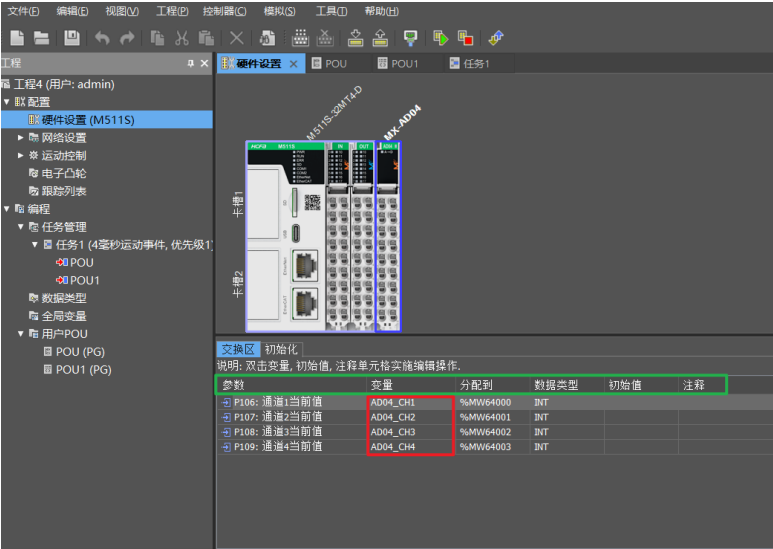 文件(F) 编辑(E) 视图(V) 工程(P) 控制器(C) 模拟(S) 工具(T) 帮助(H)
工程
硬件设置 POU POU1 任务1
工程4 (用户: admin)
配置
硬件设置 (M511S)
网络设置
运动控制
电子凸轮
跟踪列表
编程
任务管理
任务1 (4毫秒运动事件, 优先级1
POU
POU1
数据类型
全局变量
用户POU
POU (PG)
POU1 (PG)
M511S-32MT4-D
MX-AD04
M511S
IN
OUT
卡槽1
卡槽2
EtherNet
EtherCAT
交换区 初始化
说明: 双击变量, 初始值, 注释单元格实施编辑操作.
参数 变量 分配到 数据类型 初始值 注释
P106: 通道1当前值 AD04_CH1 %MW64000 INT
P107: 通道2当前值 AD04_CH2 %MW64001 INT
P108: 通道3当前值 AD04_CH3 %MW64002 INT
P109: 通道4当前值 AD04_CH4 %MW64003 INT